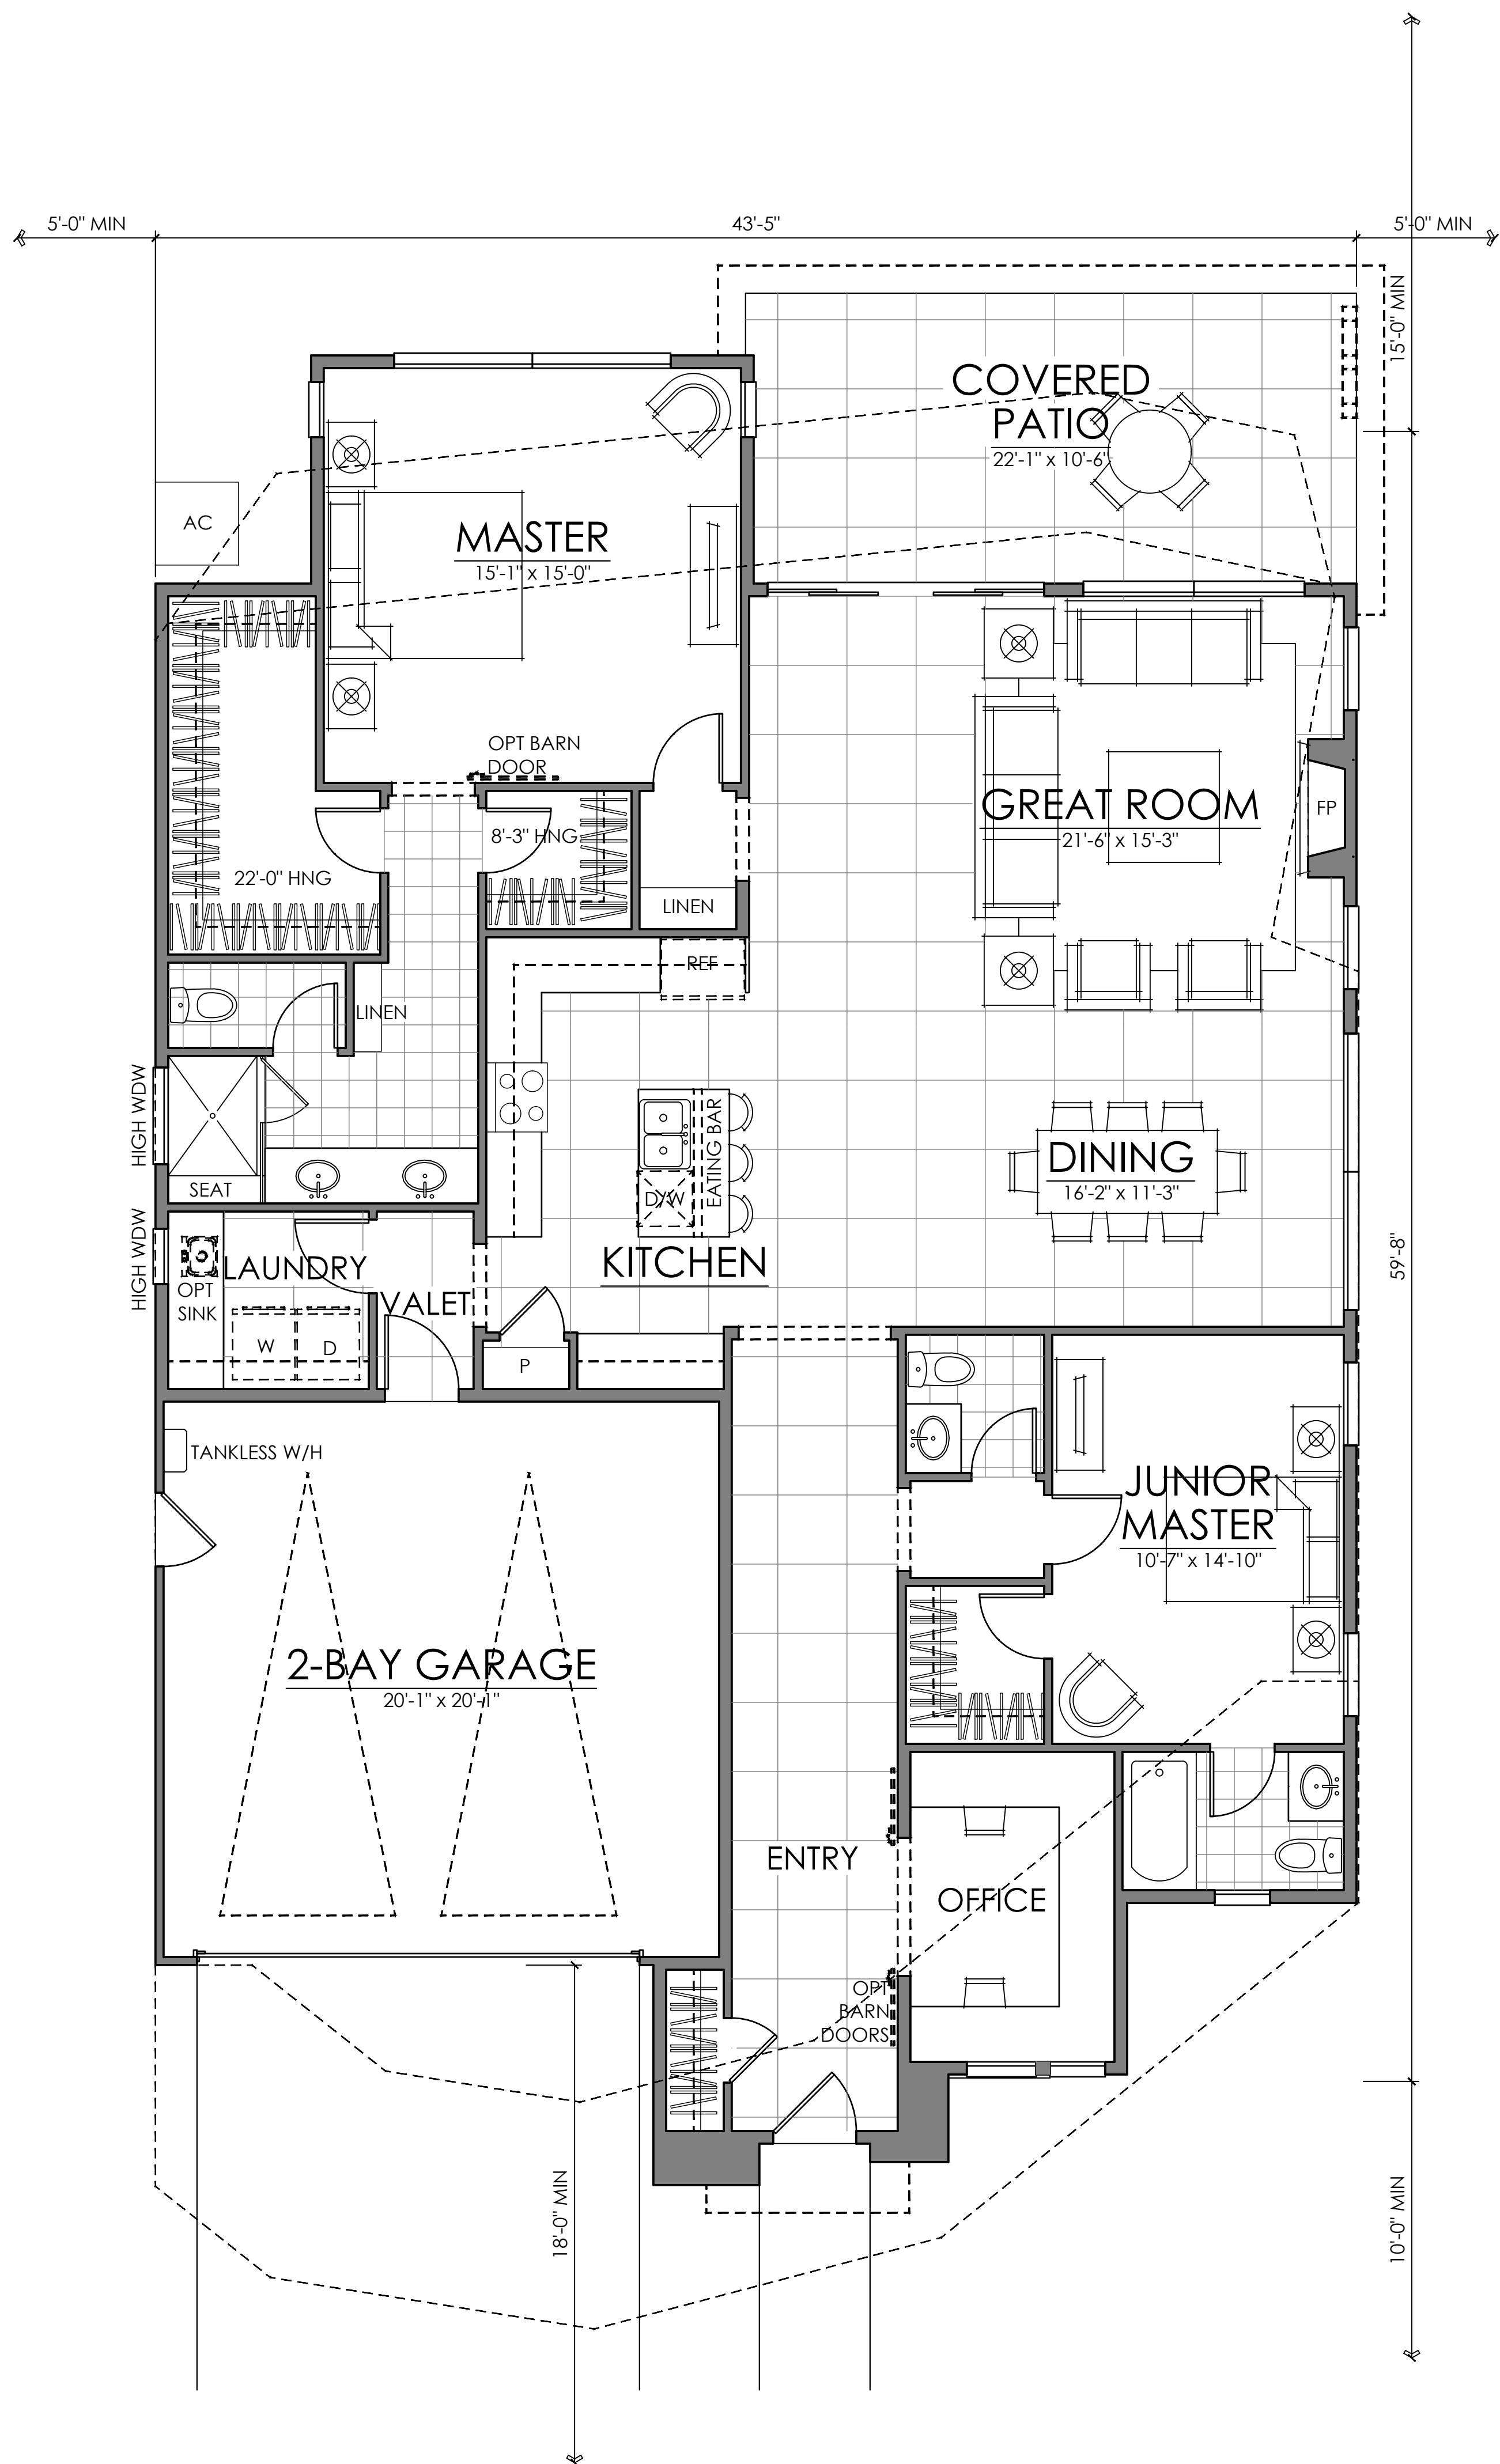 5'-0" MIN
43'-5"
5'-0" MIN
15'-0" MIN
COVERED
PATIO
22'-1" x 10'-6"
AC
MASTER
15'-1" x 15'-0"
OPT BARN
DOOR
GREAT ROOM
21'-6" x 15'-3"
FP
8'-3" HNG
22'-0" HNG
LINEN
REF
LINEN
HIGH WDW
SEAT
EATING BAR
D/W
DINING
16'-2" x 11'-3"
HIGH WDW
LAUNDRY
OPT
SINK
KITCHEN
59'-8"
VALET
W
D
P
TANKLESS W/H
JUNIOR
MASTER
10'-7" x 14'-10"
2-BAY GARAGE
20'-1" x 20'-1"
ENTRY
OFFICE
OPT
BARN
DOORS
18'-0" MIN
10'-0" MIN